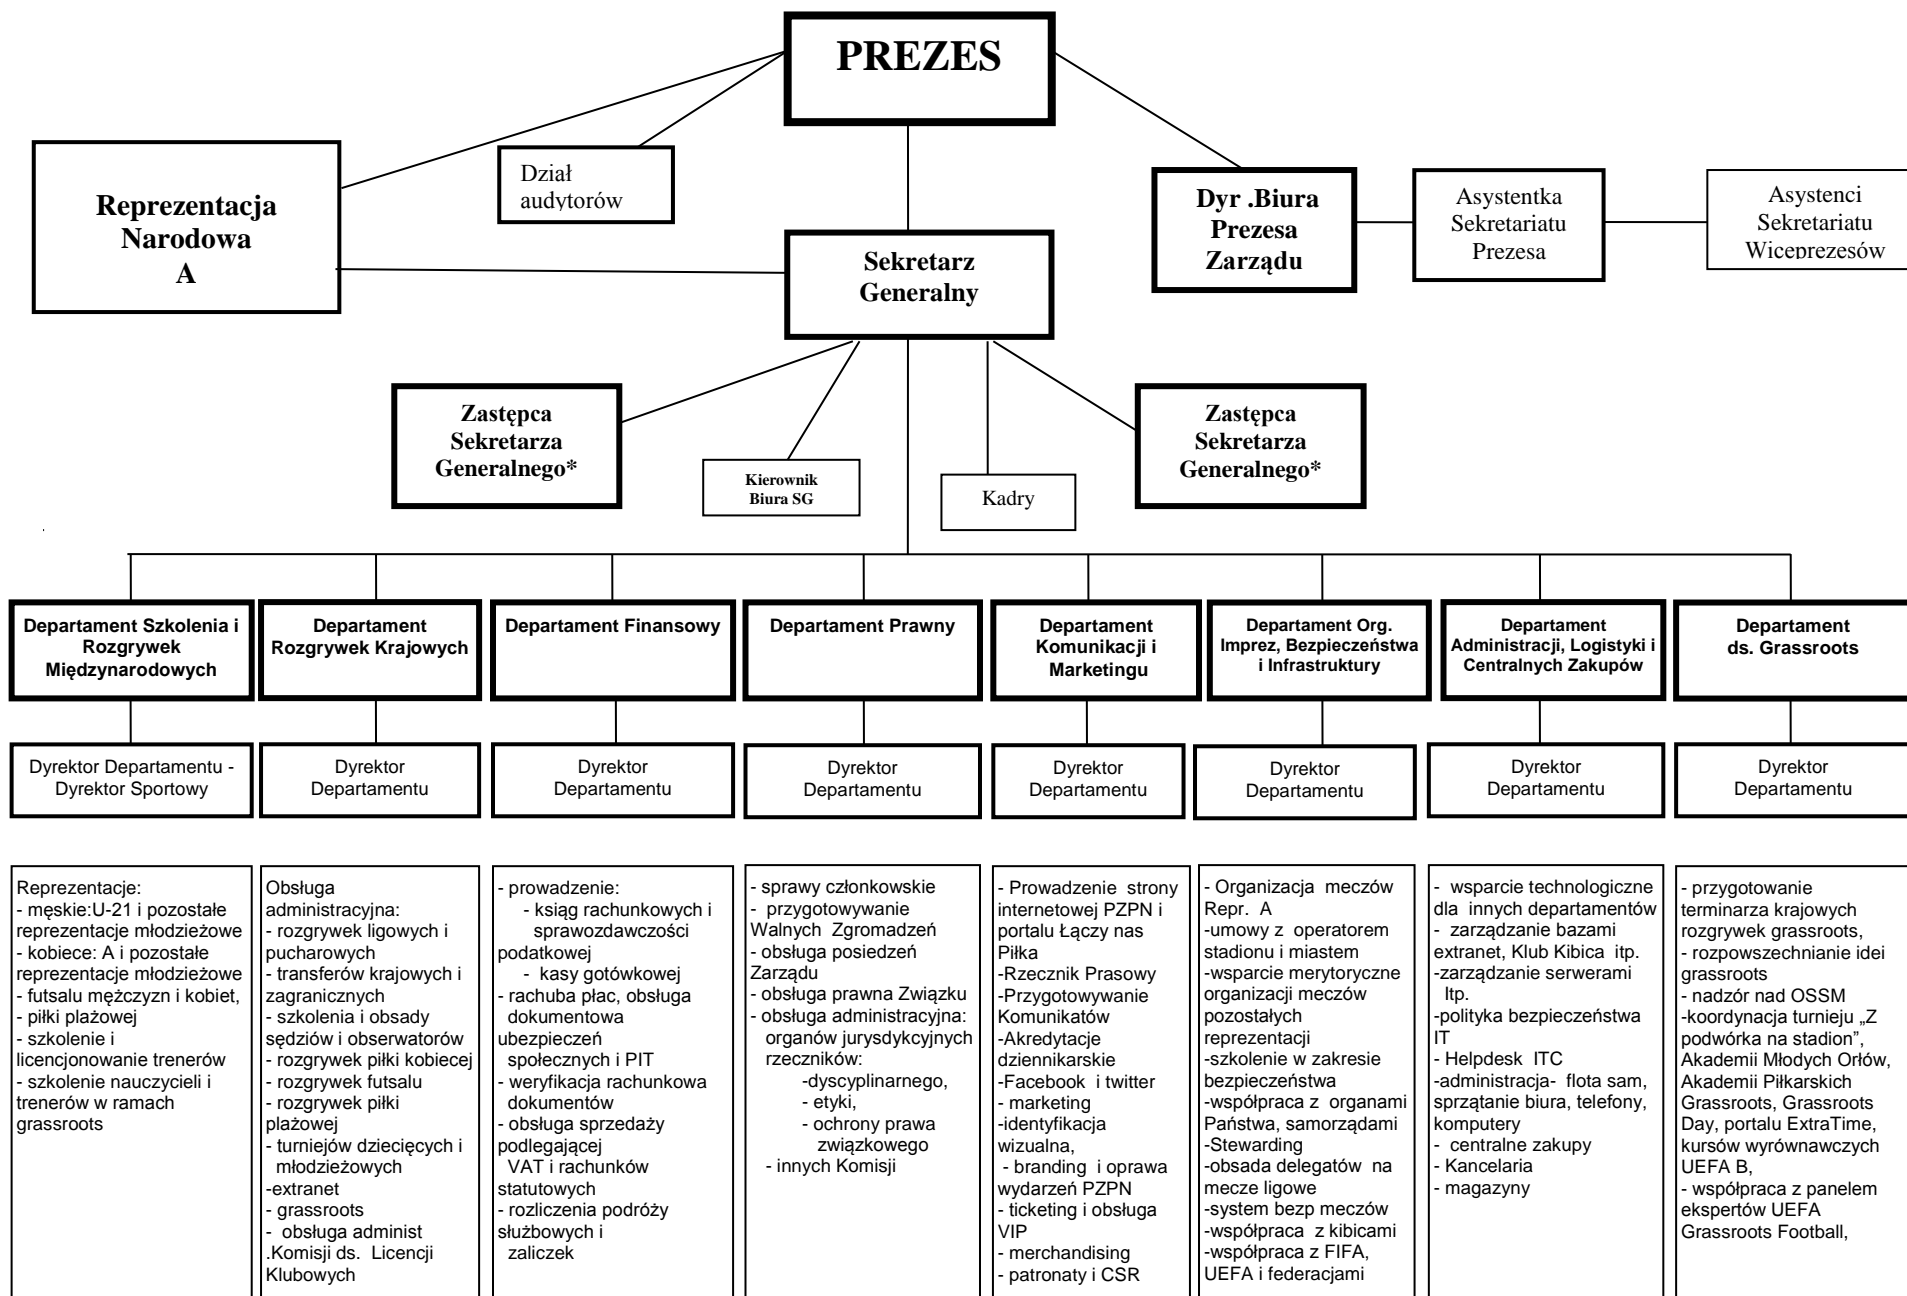 PREZES
Reprezentacja
Narodowa
A
Dział
audytorów
Dyr .Biura
Prezesa
Zarządu
Asystentka
Sekretariatu
Prezesa
Asystenci
Sekretariatu
Wiceprezesów
Sekretarz
Generalny
Zastępca
Sekretarza
Generalnego*
Kierownik
Biura SG
Kadry
Zastępca
Sekretarza
Generalnego*
Departament Szkolenia i
Rozgrywek
Międzynarodowych
Departament
Rozgrywek Krajowych
Departament Finansowy
Departament Prawny
Departament
Komunikacji i
Marketingu
Departament Org.
Imprez, Bezpieczeństwa
i Infrastruktury
Departament
Administracji, Logistyki i
Centralnych Zakupów
Departament
ds. Grassroots
Dyrektor Departamentu -
Dyrektor Sportowy
Dyrektor
Departamentu
Dyrektor
Departamentu
Dyrektor
Departamentu
Dyrektor
Departamentu
Dyrektor
Departamentu
Dyrektor
Departamentu
Dyrektor
Departamentu
Reprezentacje:
- męskie:U-21 i pozostałe
reprezentacje młodzieżowe
- kobiece: A i pozostałe
reprezentacje młodzieżowe
- futsalu mężczyzn i kobiet,
- piłki plażowej
- szkolenie i
licencjonowanie trenerów
- szkolenie nauczycieli i
trenerów w ramach
grassroots
Obsługa
administracyjna:
- rozgrywek ligowych i
pucharowych
- transferów krajowych i
zagranicznych
- szkolenia i obsady
sędziów i obserwatorów
- rozgrywek piłki kobiecej
- rozgrywek futsalu
- rozgrywek piłki
plażowej
- turniejów dziecięcych i
młodzieżowych
-extranet
- grassroots
- obsługa administ
.Komisji ds. Licencji
Klubowych
- prowadzenie:
- ksiąg rachunkowych i
sprawozdawczości
podatkowej
- kasy gotówkowej
- rachuba płac, obsługa
dokumentowa
ubezpieczeń
społecznych i PIT
- weryfikacja rachunkowa
dokumentów
- obsługa sprzedaży
podlegającej
VAT i rachunków
statutowych
- rozliczenia podróży
służbowych i
zaliczek
- sprawy członkowskie
- przygotowywanie
Walnych Zgromadzeń
- obsługa posiedzeń
Zarządu
- obsługa prawna Związku
- obsługa administracyjna:
organów jurysdykcyjnych
rzeczników:
-dyscyplinarnego,
- etyki,
- ochrony prawa
związkowego
- innych Komisji
- Prowadzenie strony
internetowej PZPN i
portalu Łączy nas
Piłka
-Rzecznik Prasowy
-Przygotowywanie
Komunikatów
-Akredytacje
dziennikarskie
-Facebook i twitter
- marketing
-identyfikacja
wizualna,
- branding i oprawa
wydarzeń PZPN
- ticketing i obsługa
VIP
- merchandising
- patronaty i CSR
- Organizacja meczów
Repr. A
-umowy z operatorem
stadionu i miastem
-wsparcie merytoryczne
organizacji meczów
pozostałych
reprezentacji
-szkolenie w zakresie
bezpieczeństwa
-współpraca z organami
Państwa, samorządami
-Stewarding
-obsada delegatów na
mecze ligowe
-system bezp meczów
-współpraca z kibicami
-współpraca z FIFA,
UEFA i federacjami
- wsparcie technologiczne
dla innych departamentów
- zarządzanie bazami
extranet, Klub Kibica itp.
-zarządzanie serwerami
Itp.
-polityka bezpieczeństwa
IT
- Helpdesk ITC
-administracja- flota sam,
sprzątanie biura, telefony,
komputery
- centralne zakupy
- Kancelaria
- magazyny
- przygotowanie
terminarza krajowych
rozgrywek grassroots,
- rozpowszechnianie idei
grassroots
- nadzór nad OSSM
-koordynacja turnieju „Z
podwórka na stadion”,
Akademii Młodych Orłów,
Akademii Piłkarskich
Grassroots, Grassroots
Day, portalu ExtraTime,
kursów wyrównawczych
UEFA B,
- współpraca z panelem
ekspertów UEFA
Grassroots Football,